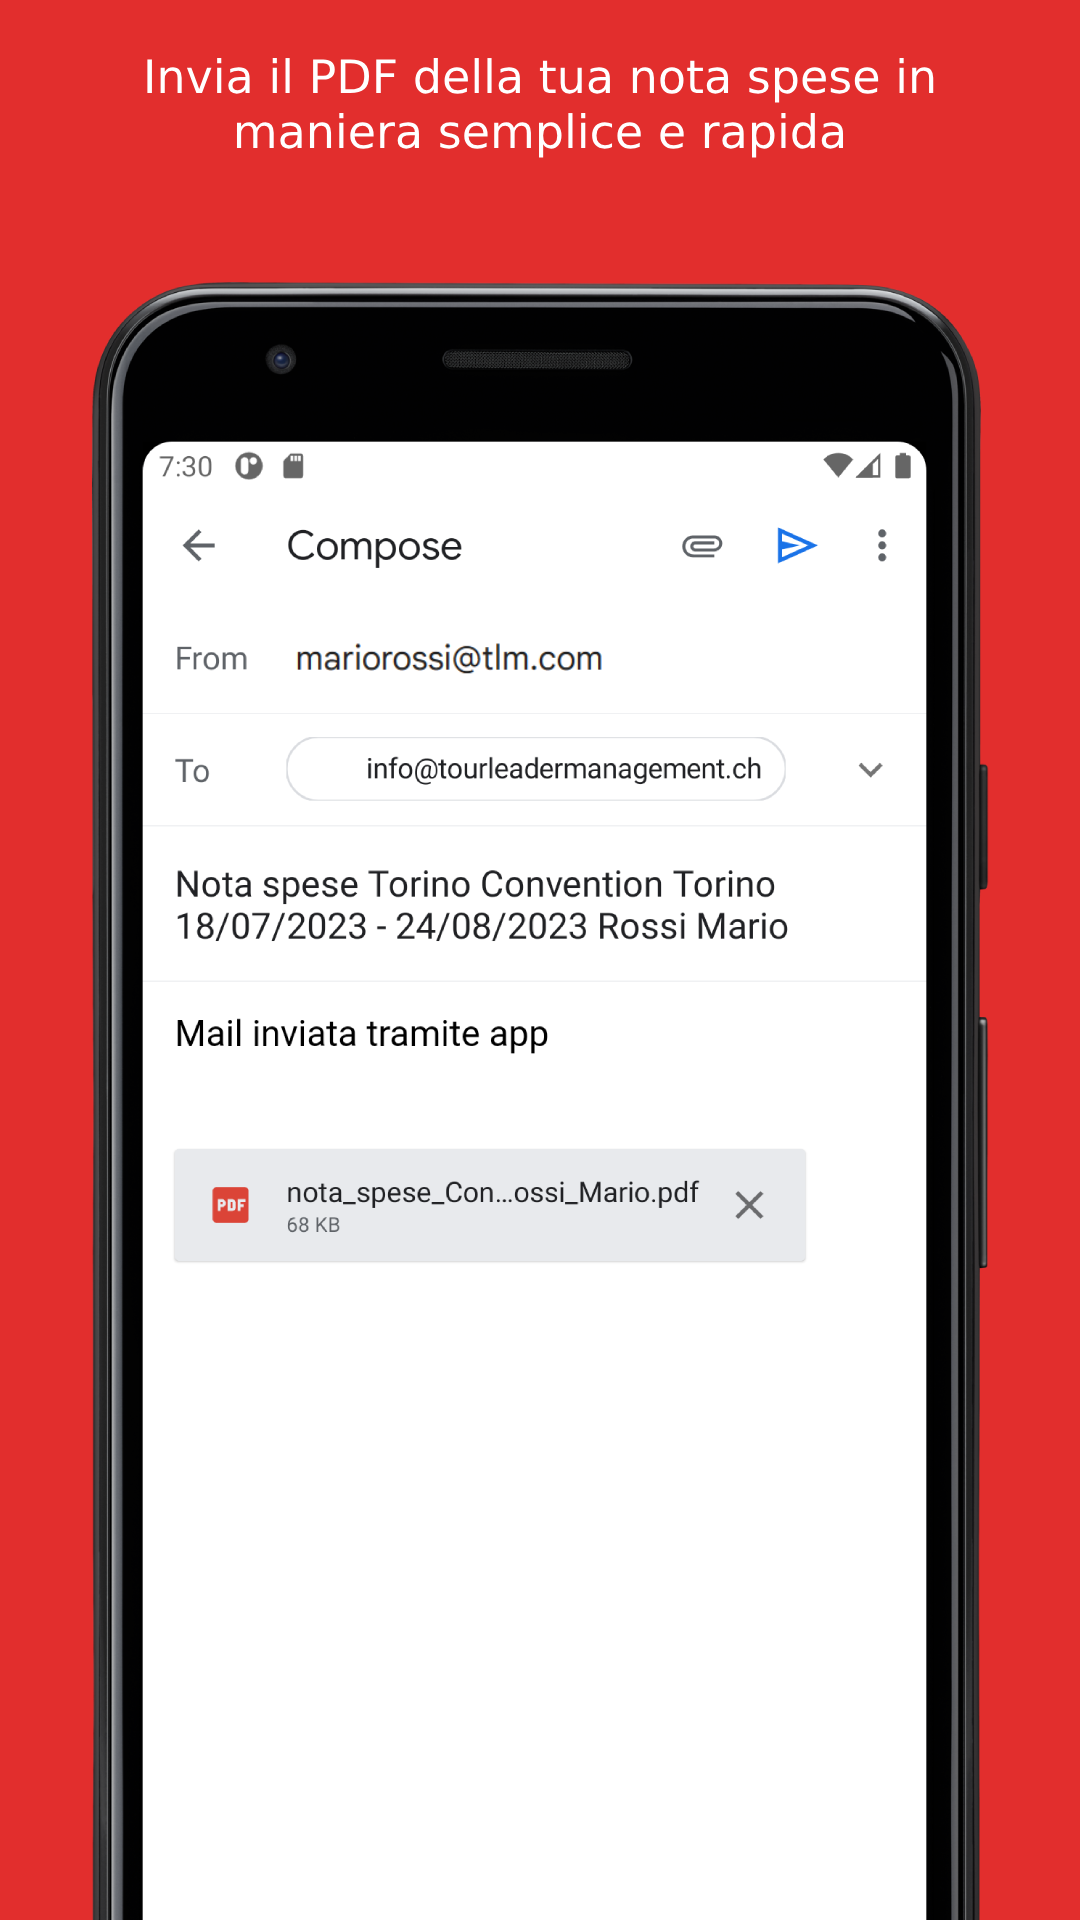 Invia il PDF della tua nota spese in
maniera semplice e rapida
7:30
Compose
From mariorossi@tlm.com
To info@tourleadermanagement.ch
Nota spese Torino Convention Torino
18/07/2023 - 24/08/2023 Rossi Mario
Mail inviata tramite app
PDF nota_spese_Con...ossi_Mario.pdf
68 KB